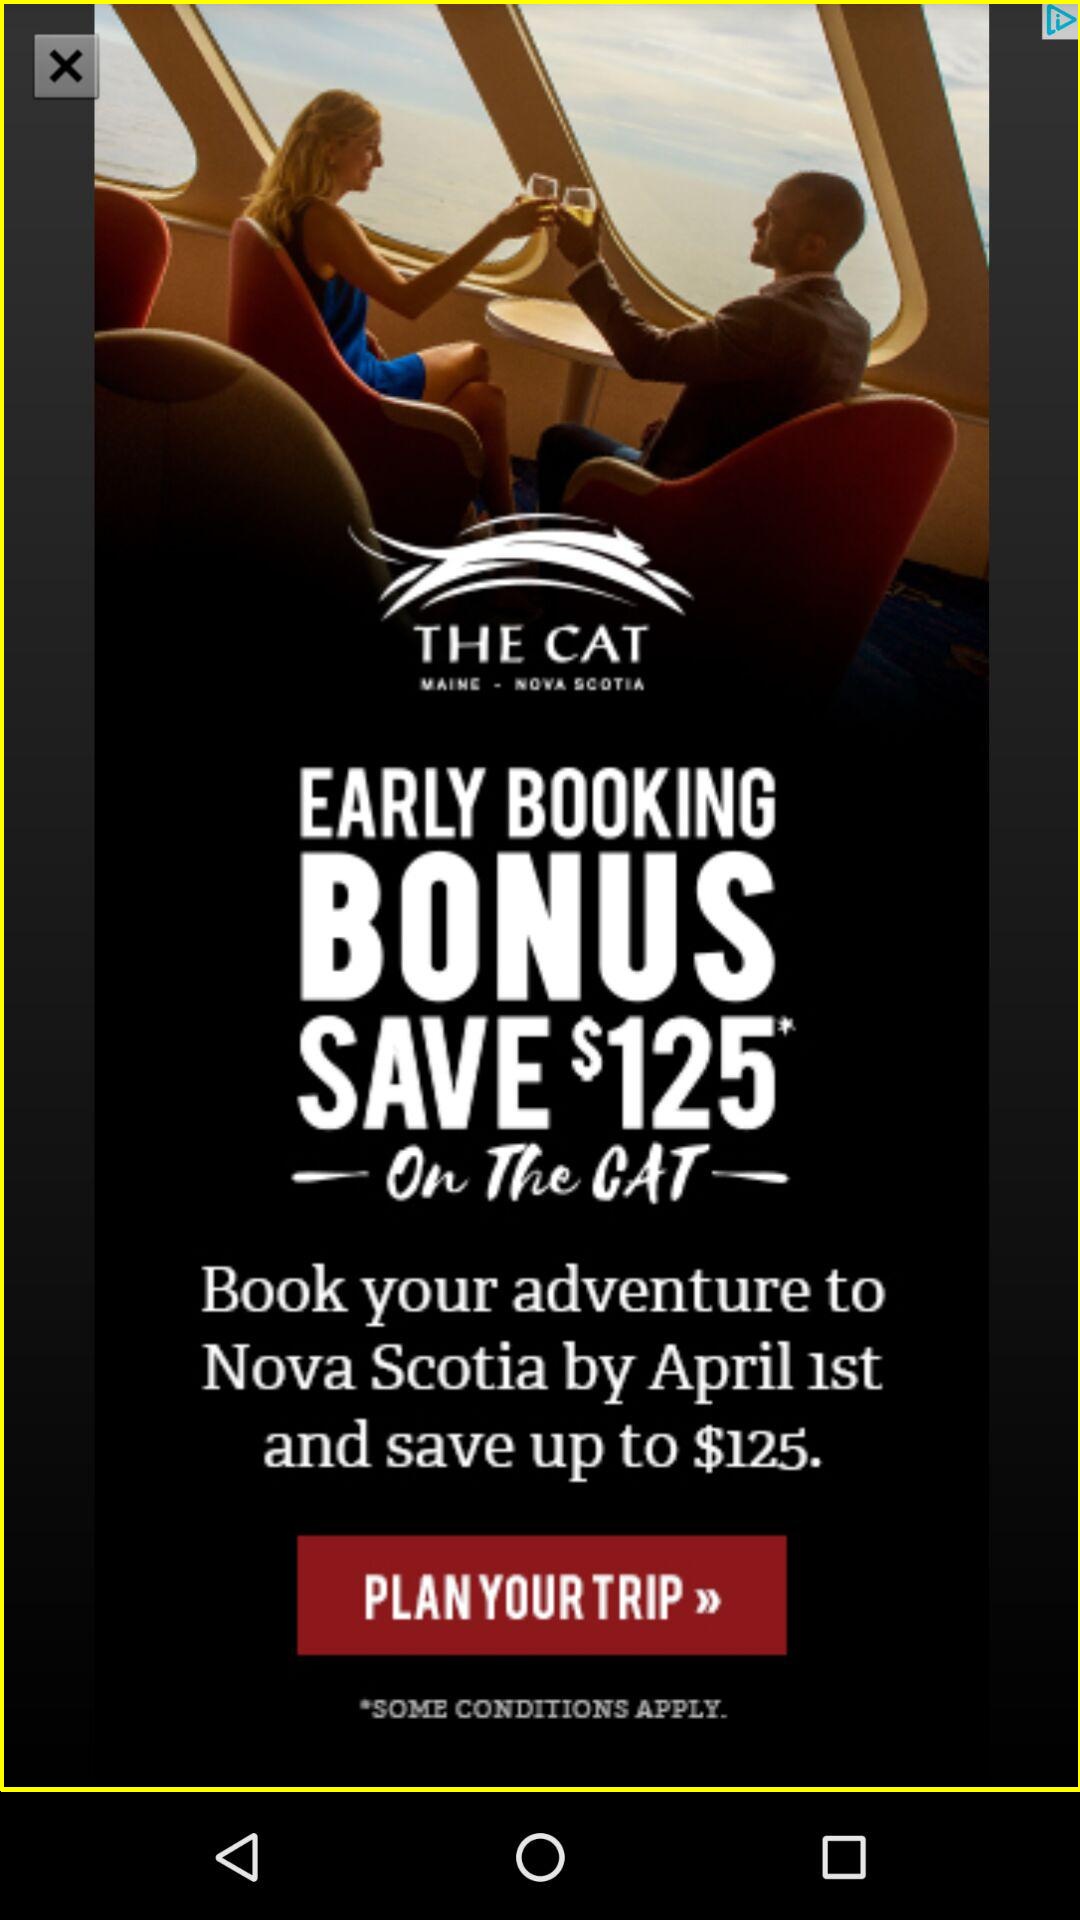 THE CAT
MAINE - NOVA SCOTIA
EARLY BOOKING
BONUS
SAVE $125*
On The CAT
Book your adventure to
Nova Scotia by April 1st
and save up to $125.
PLAN YOUR TRIP »
*SOME CONDITIONS APPLY.